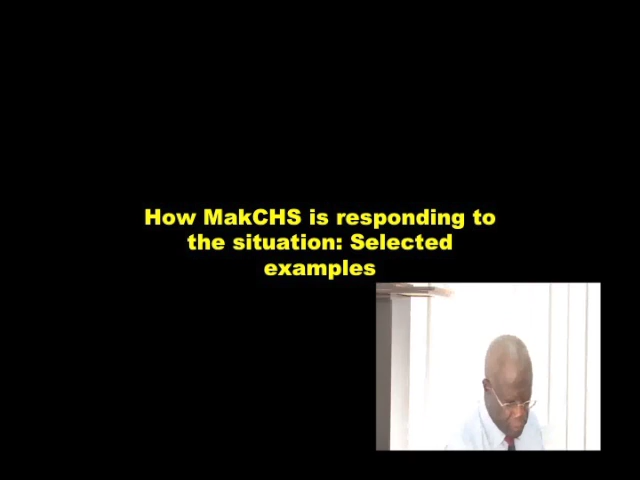 How MakCHS is responding to
the situation: Selected
examples